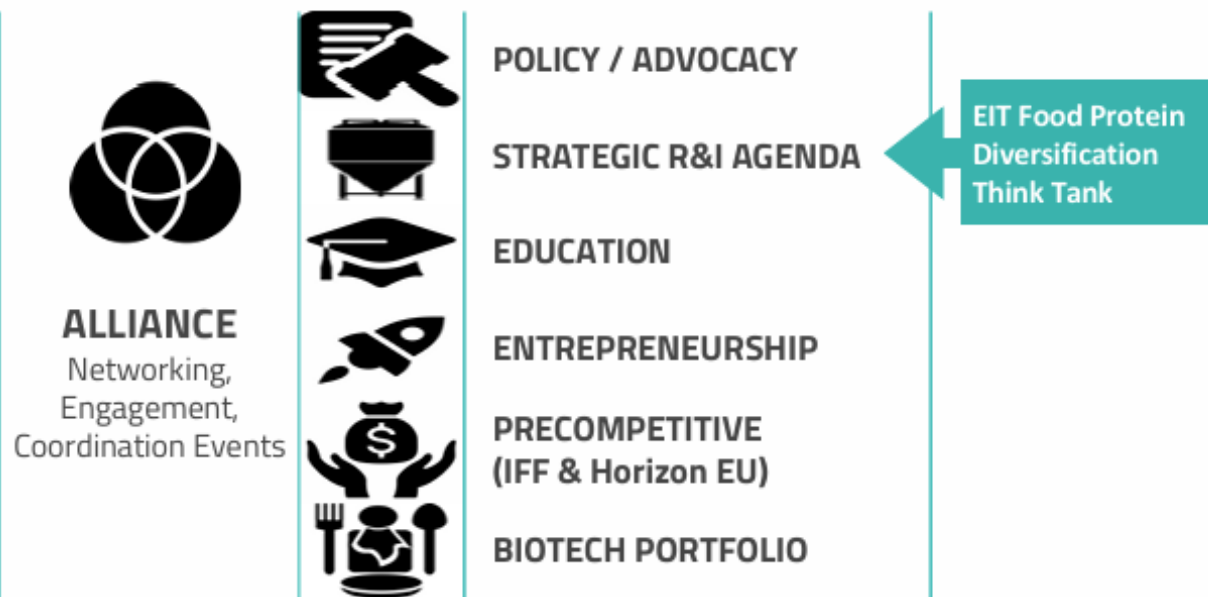 ALLIANCE
Networking,
Engagement,
Coordination Events
POLICY / ADVOCACY
STRATEGIC R&I AGENDA
EDUCATION
ENTREPRENEURSHIP
$
PRECOMPETITIVE
(IFF & Horizon EU)
BIOTECH PORTFOLIO
EIT Food Protein
Diversification
Think Tank